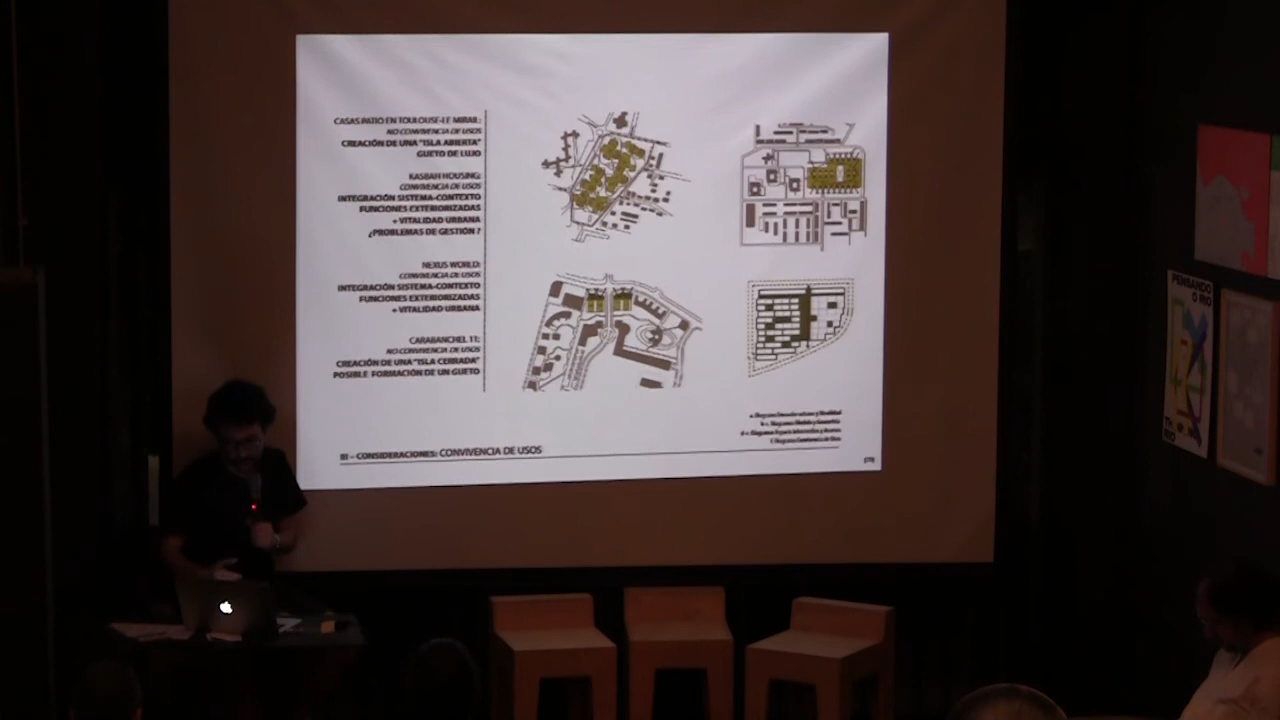 CASAS PATIO EN TOULOUSE-LE MIRAIL:
NO CONVIVENCIA DE USOS
CREACIÓN DE UNA "ISLA ABIERTA"
GUETO DE LUJO
KASBAH HOUSING:
CONVIVENCIA DE USOS
INTEGRACIÓN SISTEMA-CONTEXTO
FUNCIONES EXTERIORIZADAS
+ VITALIDAD URBANA
¿PROBLEMAS DE GESTIÓN ?
NEXUS WORLD:
CONVIVENCIA DE USOS
INTEGRACIÓN SISTEMA-CONTEXTO
FUNCIONES EXTERIORIZADAS
+ VITALIDAD URBANA
CARABANCHEL 11:
NO CONVIVENCIA DE USOS
CREACIÓN DE UNA "ISLA CERRADA"
POSIBLE FORMACIÓN DE UN GUETO
III – CONSIDERACIONES: CONVIVENCIA DE USOS
PENSANDO
O RIO